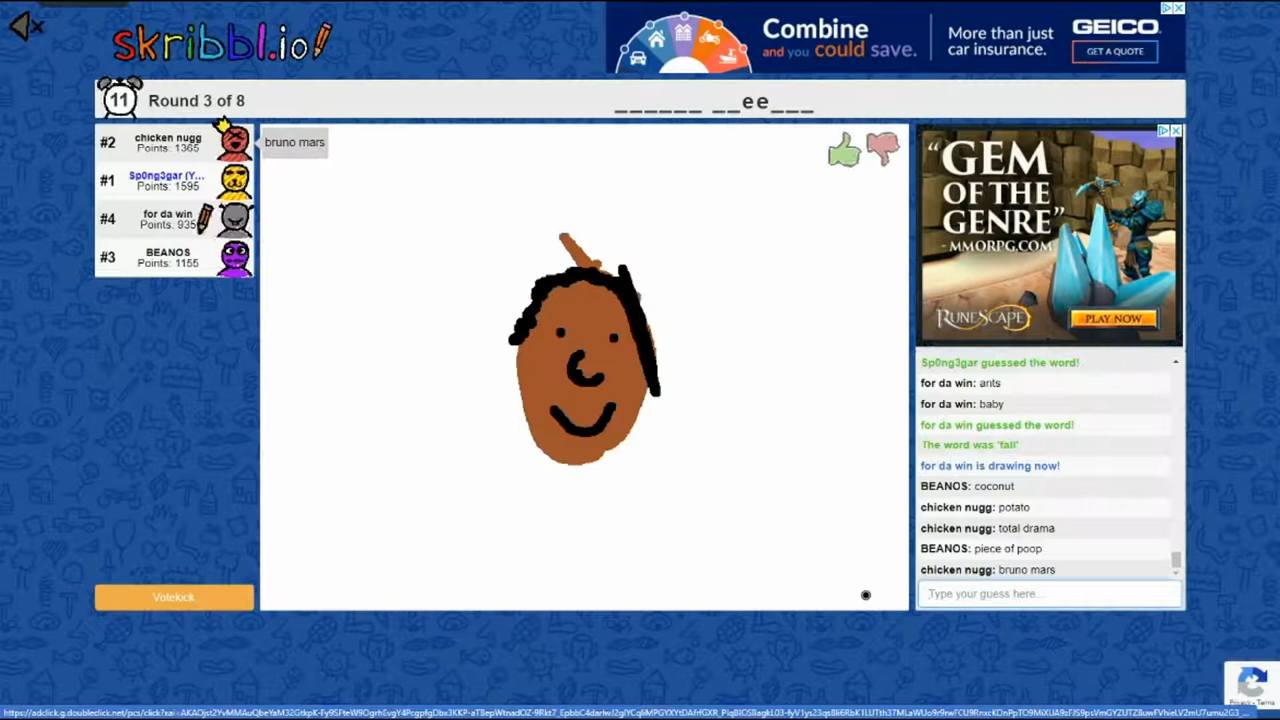 skribbl.io
Combine
and you could save.
More than just
car insurance.
GEICO
GET A QUOTE
11
Round 3 of 8
______ __ee___
#2
chicken nugg
Points: 1365
bruno mars
#1
Sp0ng3gar (Y...
Points: 1595
#4
for da win
Points: 935
#3
BEANOS
Points: 1155
Votekick
"GEM
OF THE
GENRE"
- MMORPG.COM
RUNESCAPE
PLAY NOW
Sp0ng3gar guessed the word!
for da win: ants
for da win: baby
for da win guessed the word!
The word was 'fall'
for da win is drawing now!
BEANOS: coconut
chicken nugg: potato
chicken nugg: total drama
BEANOS: piece of poop
chicken nugg: bruno mars
Type your guess here...
Privacy - Terms